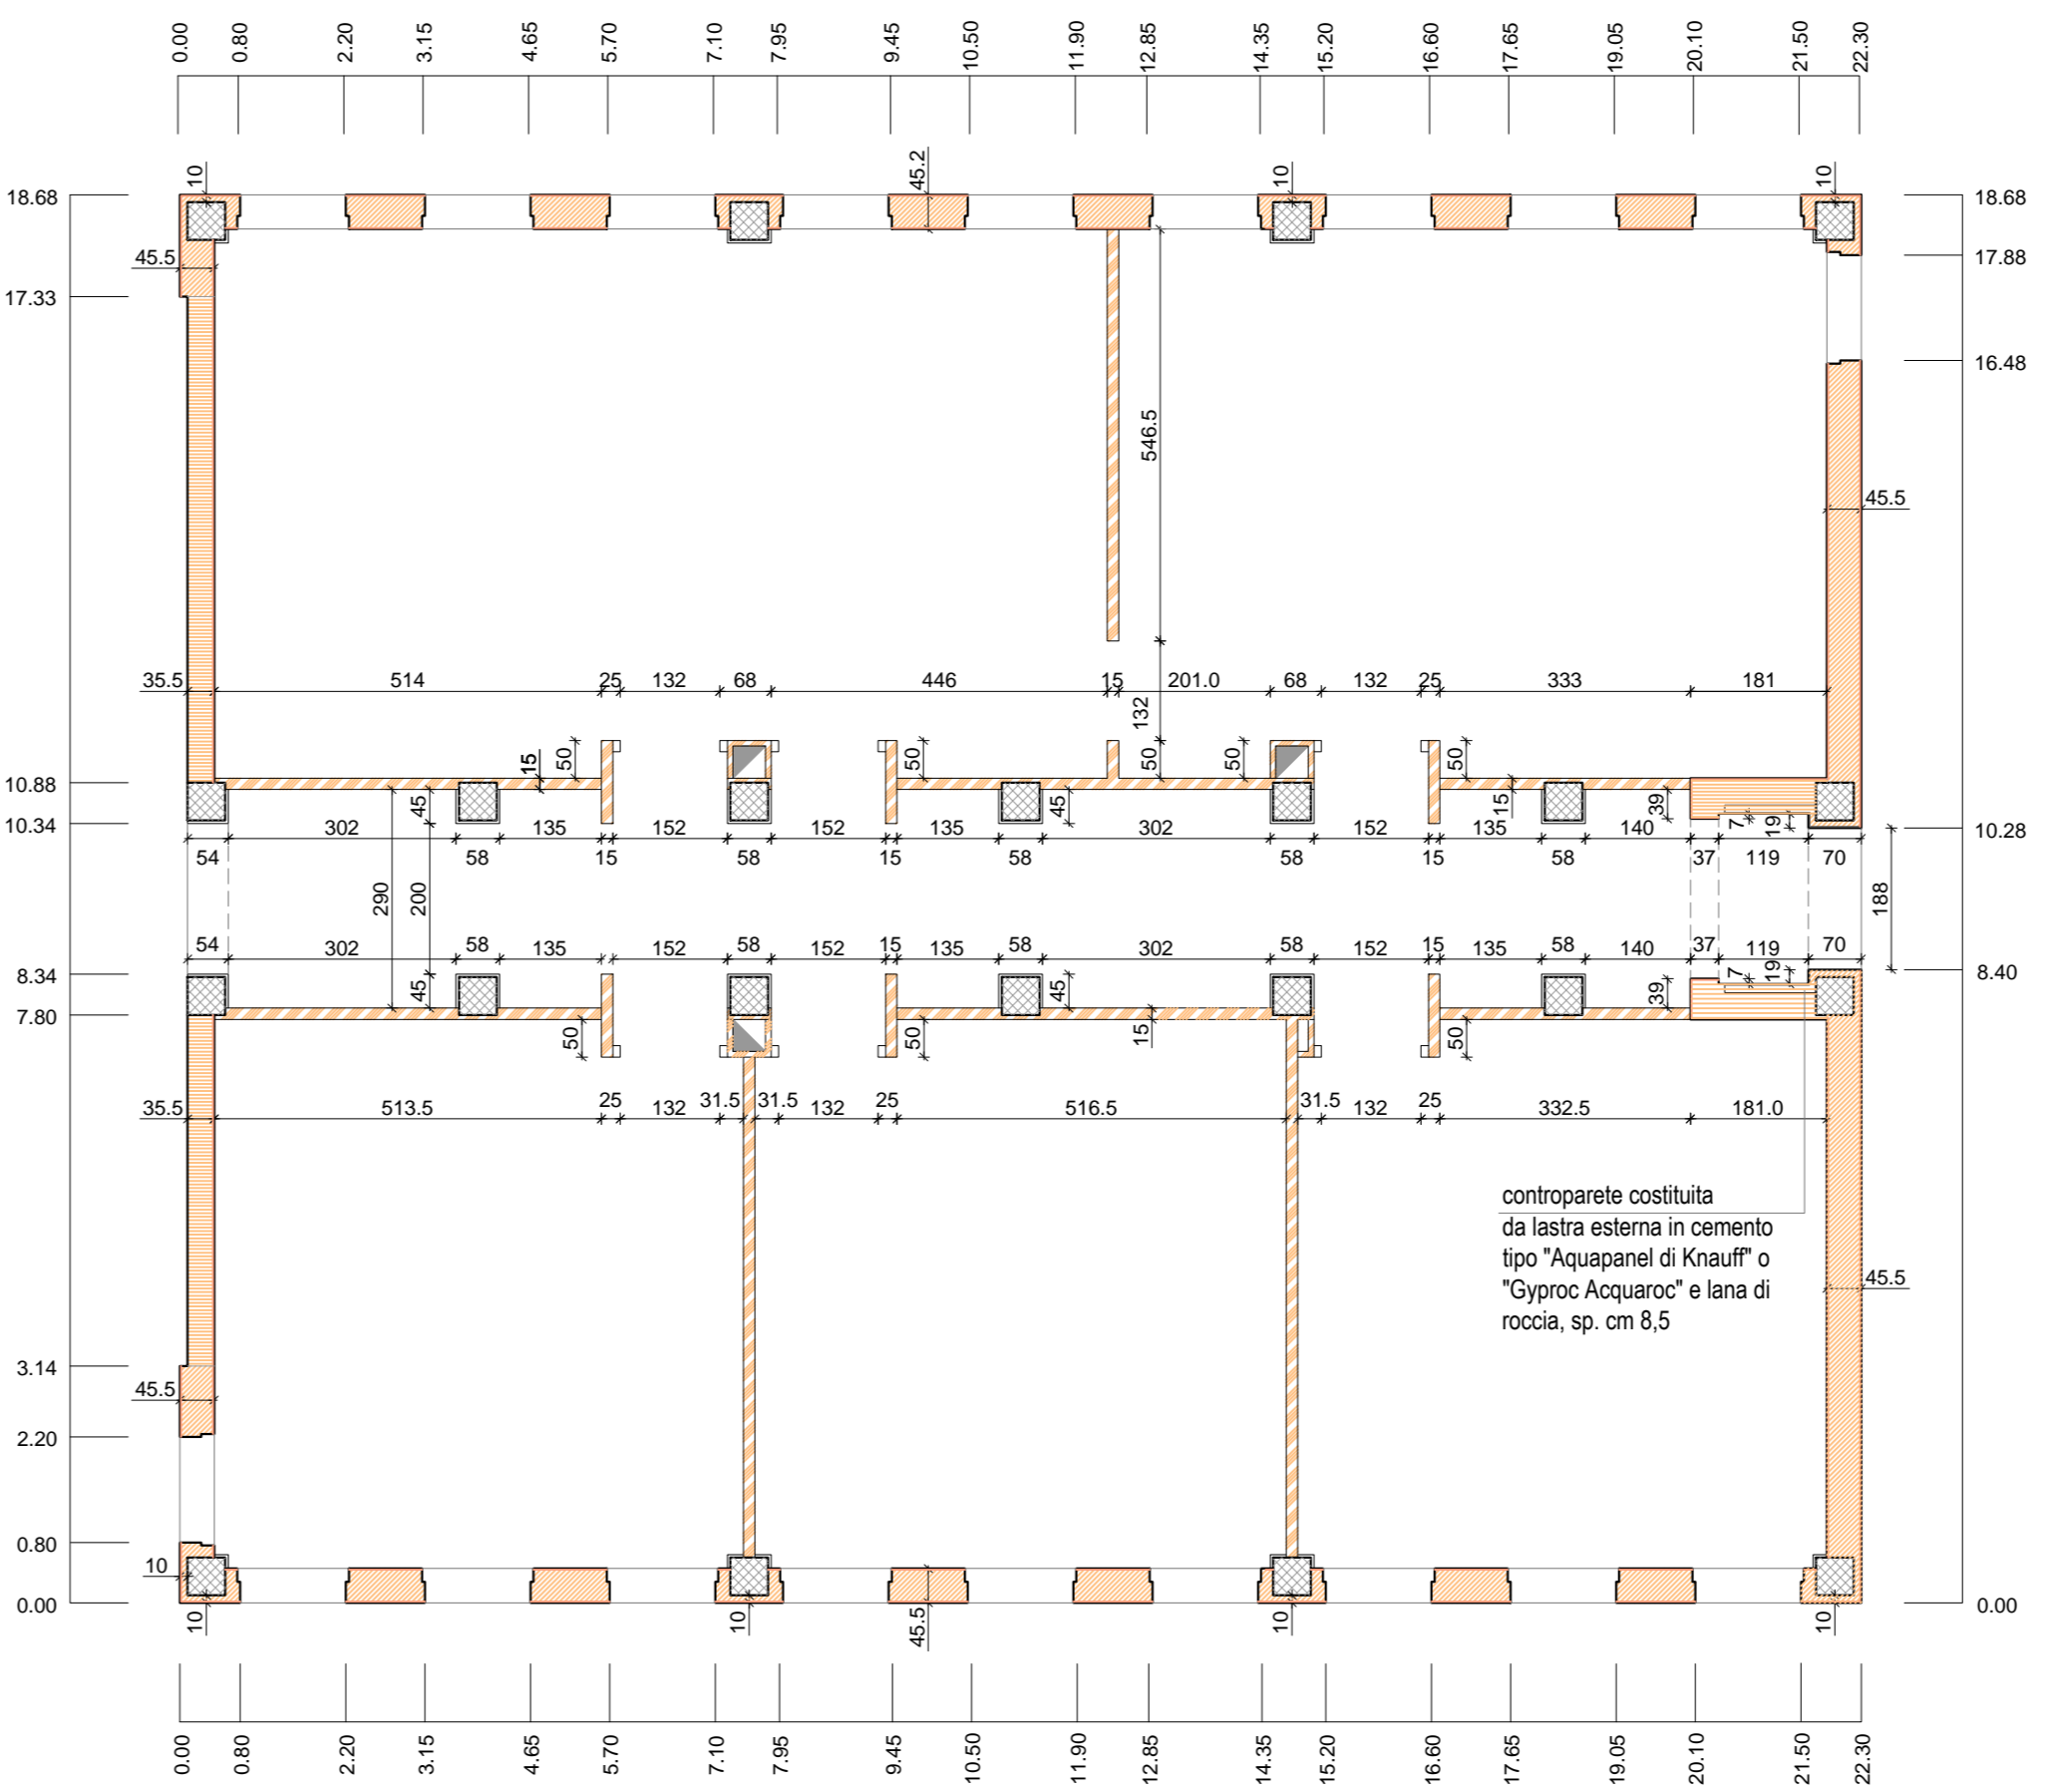 0.00 0.80 2.20 3.15 4.65 5.70 7.10 7.95 9.45 10.50 11.90 12.85 14.35 15.20 16.60 17.65 19.05 20.10 21.50 22.30
10 45.2 10 10
18.68 18.68
17.88
45.5
17.33
16.48
546.5
45.5
35.5 514 25 132 68 446 15 201.0 68 132 25 333 181
132
15 50 50 50 50 50
10.88
45 45 15 39 7 19
10.34 10.28
302 135 152 152 135 302 152 135 140 119
54 58 15 58 15 58 58 15 58 37 70
290 200 188
54 302 58 135 152 58 152 15 135 58 302 58 152 15 135 58 140 37 119 70
8.34 8.40
45 45 39 7 19
7.80
50 50 15 50
35.5 513.5 25 132 31.5 31.5 132 25 516.5 31.5 132 25 332.5 181.0
controparete costituita
da lastra esterna in cemento
tipo "Aquapanel di Knauff" o
"Gyproc Acquaroc" e lana di
roccia, sp. cm 8,5
45.5
3.14
45.5
2.20
0.80
10
0.00 0.00
10 10 45.5 10 10
0.00 0.80 2.20 3.15 4.65 5.70 7.10 7.95 9.45 10.50 11.90 12.85 14.35 15.20 16.60 17.65 19.05 20.10 21.50 22.30